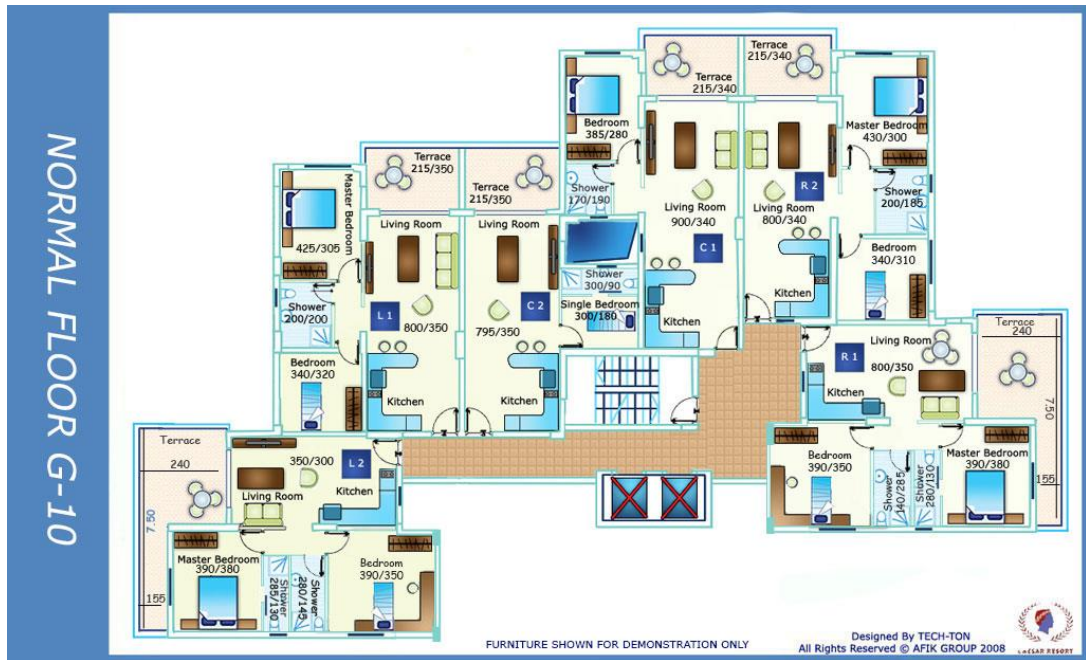 NORMAL FLOOR G-10
Terrace
215/340
Terrace
215/340
Bedroom
385/280
Master Bedroom
430/300
Shower
170/190
Living Room
900/340
C 1
Kitchen
R 2
Living Room
800/340
Kitchen
Shower
200/185
Bedroom
340/310
Terrace
215/350
Terrace
215/350
Master Bedroom
425/305
Shower
200/200
Bedroom
340/320
Living Room
L 1
800/350
Kitchen
Living Room
C 2
795/350
Kitchen
Shower
300/90
Single Bedroom
300/180
Living Room
R 1
800/350
Kitchen
Terrace
240
7.50
155
Bedroom
390/350
Shower
140/285
Shower
280/130
Master Bedroom
390/380
Terrace
240
7.50
155
350/300
L 2
Living Room
Kitchen
Master Bedroom
390/380
Shower
285/130
Shower
280/145
Bedroom
390/350
FURNITURE SHOWN FOR DEMONSTRATION ONLY
Designed By TECH-TON
All Rights Reserved © AFIK GROUP 2008
CAESAR RESORT